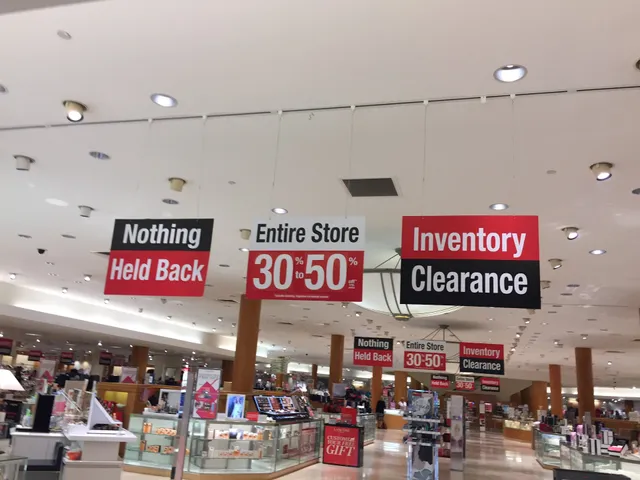 Nothing
Held Back
Entire Store
30% to 50%
Inventory
Clearance
Nothing
Held Back
Entire Store
30% to 50%
Inventory
Clearance
GIFT